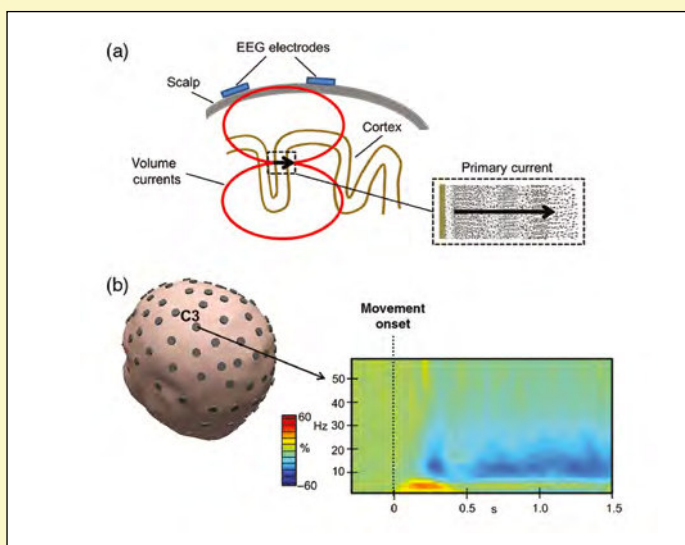 (a)
EEG electrodes
Scalp
Cortex
Volume
currents
Primary current
(b)
C3
Movement
onset
60
Hz
%
-60
50
40
30
20
10
0
0.5
s
1.0
1.5